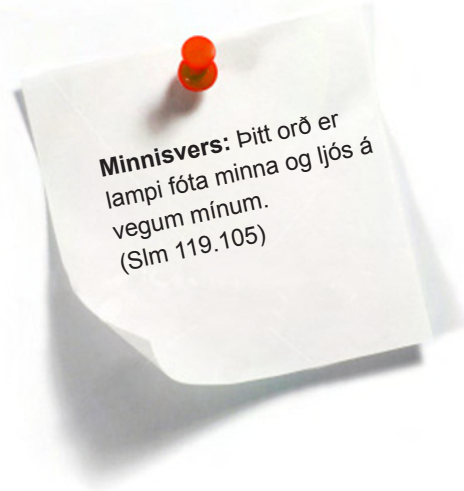 Minnisvers: Þitt orð er
lampi fóta minna og ljós á
vegum mínum.
(Slm 119.105)